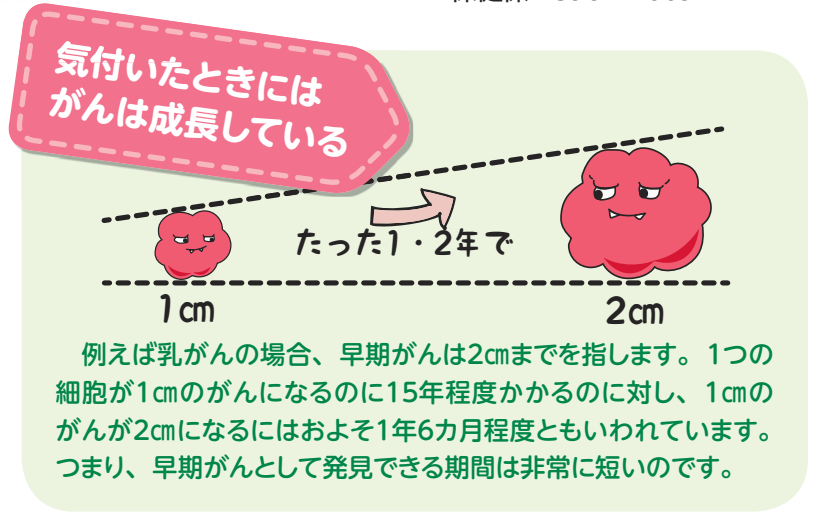 気付いたときには
がんは成長している
たった1・2年で
1㎝
2㎝
例えば乳がんの場合、早期がんは2㎝までを指します。1つの
細胞が1㎝のがんになるのに15年程度かかるのに対し、1㎝の
がんが2㎝になるにはおよそ1年6カ月程度ともいわれています。
つまり、早期がんとして発見できる期間は非常に短いのです。